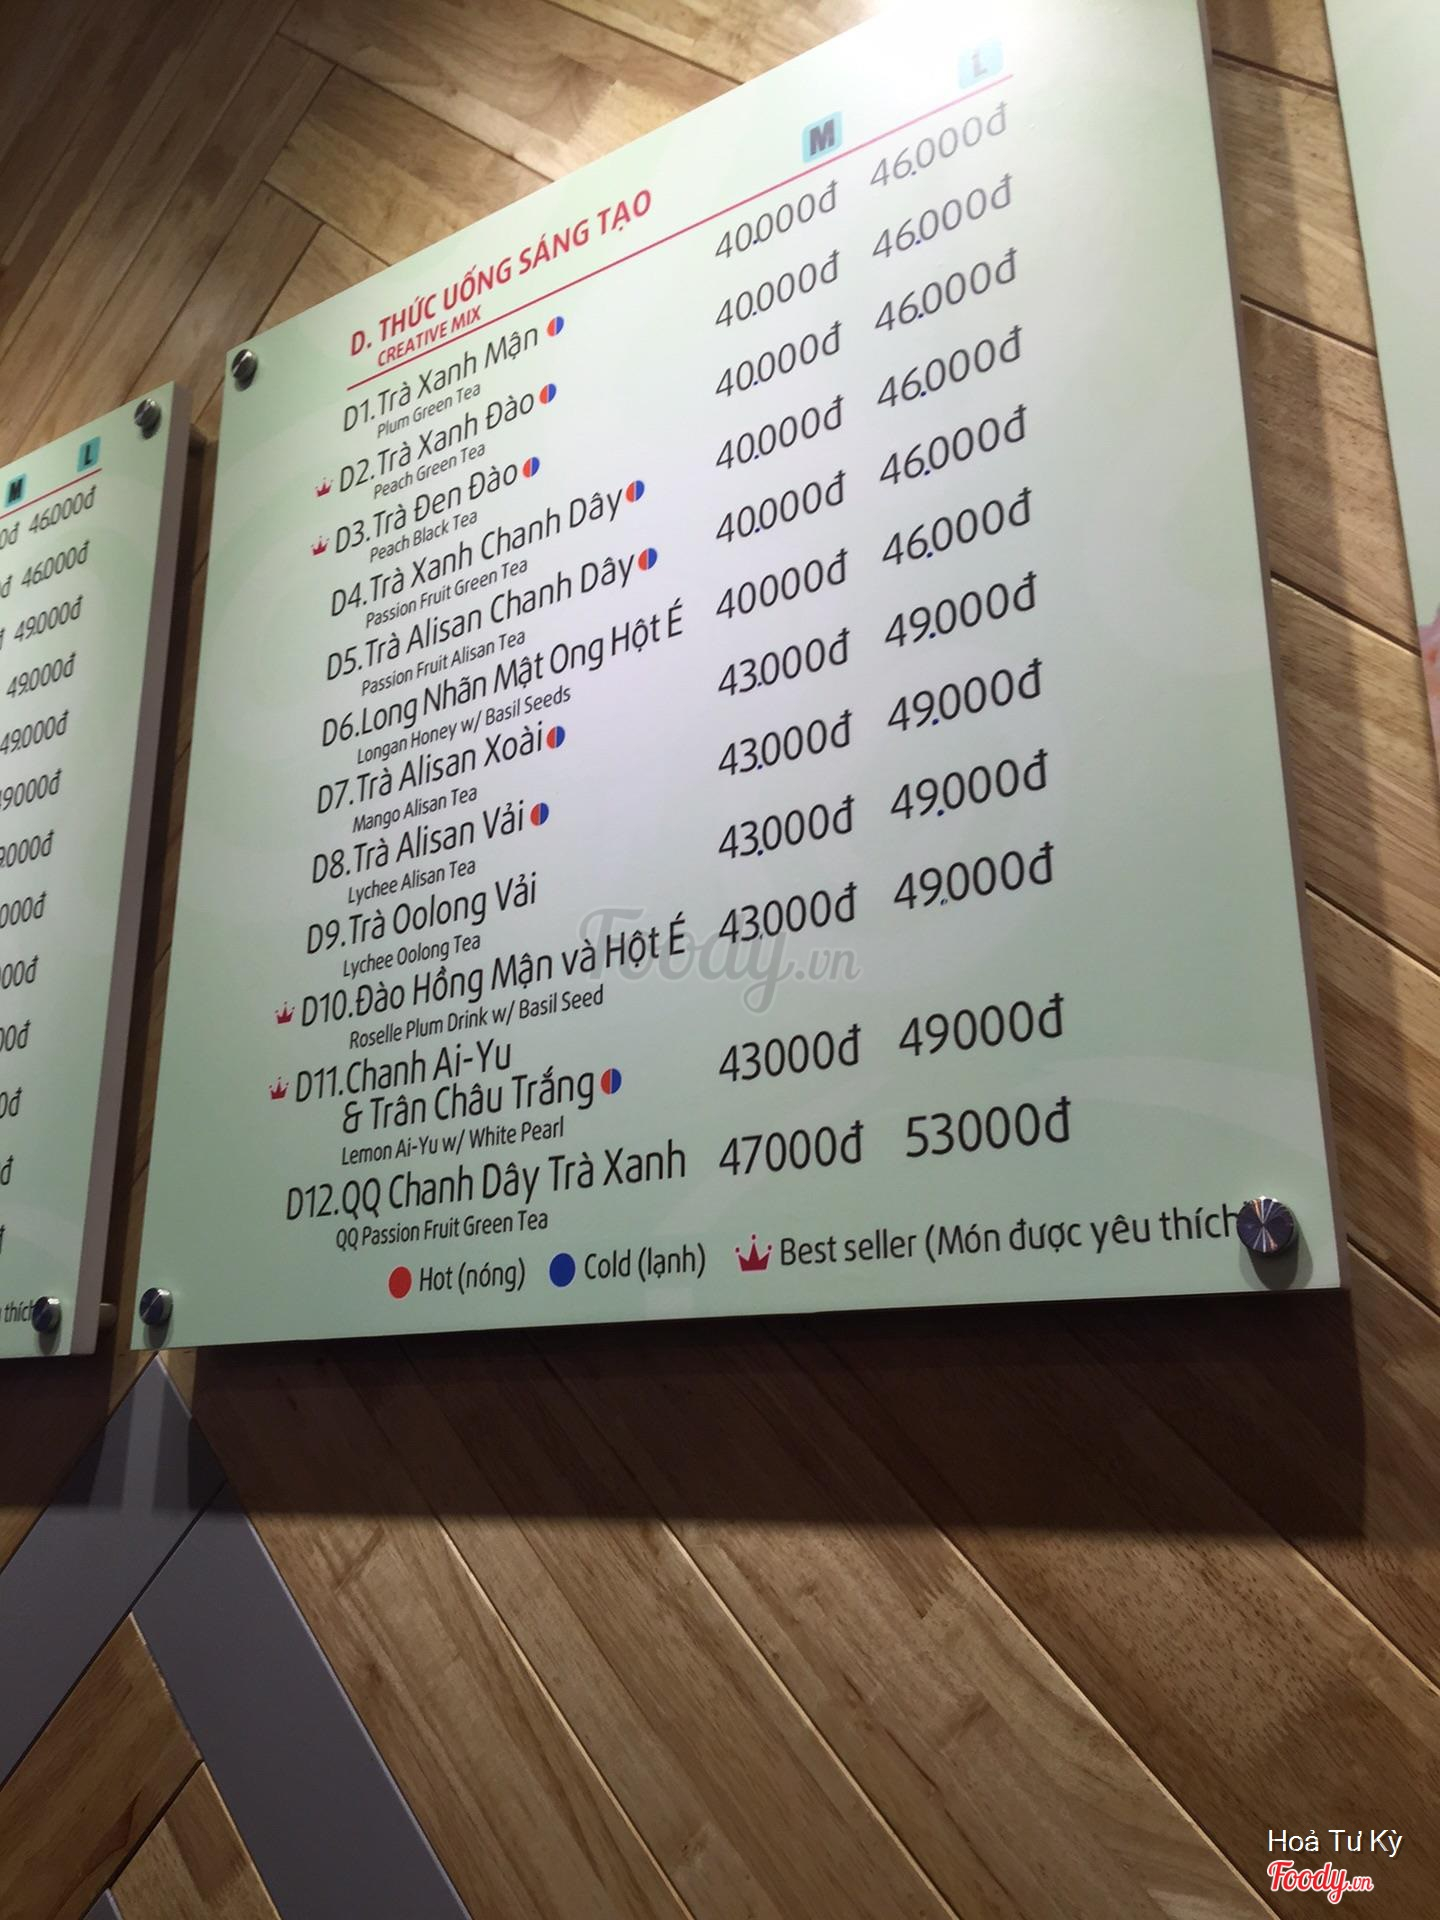 D. THỨC UỐNG SÁNG TẠO M L
CREATIVE MIX
D1.Trà Xanh Mận 40.000đ 46.000đ
Plum Green Tea
D2.Trà Xanh Đào 40.000đ 46.000đ
Peach Green Tea
D3.Trà Đen Đào 40.000đ 46.000đ
Peach Black Tea
D4.Trà Xanh Chanh Dây 40.000đ 46.000đ
Passion Fruit Green Tea
D5.Trà Alisan Chanh Dây 40.000đ 46.000đ
Passion Fruit Alisan Tea
D6.Long Nhãn Mật Ong Hột É 40000đ 46.000đ
Longan Honey w/ Basil Seeds
D7.Trà Alisan Xoài 43.000đ 49.000đ
Mango Alisan Tea
D8.Trà Alisan Vải 43.000đ 49.000đ
Lychee Alisan Tea
D9.Trà Oolong Vải 43.000đ 49.000đ
Lychee Oolong Tea
D10.Đào Hồng Mận và Hột É 43.000đ 49.000đ
Roselle Plum Drink w/ Basil Seed
D11.Chanh Ai-Yu
& Trân Châu Trắng 43000đ 49000đ
Lemon Ai-Yu w/ White Pearl
D12.QQ Chanh Dây Trà Xanh 47000đ 53000đ
QQ Passion Fruit Green Tea
Hot (nóng) Cold (lạnh) Best seller (Món được yêu thích
M L
46.000đ
46.000đ
49.000đ
49.000đ
49.000đ
Foody.vn
Hoả Tư Kỳ
Foody.vn